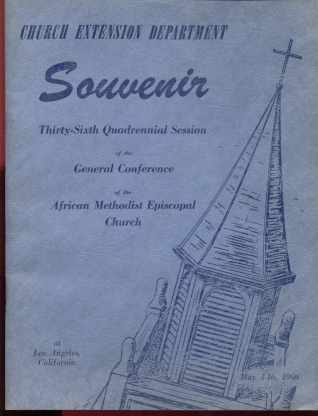 CHURCH EXTENSION DEPARTMENT
Souvenir
Thirty-Sixth Quadrennial Session
of the
General Conference
of the
African Methodist Episcopal
Church
at
Los Angeles,
California
May